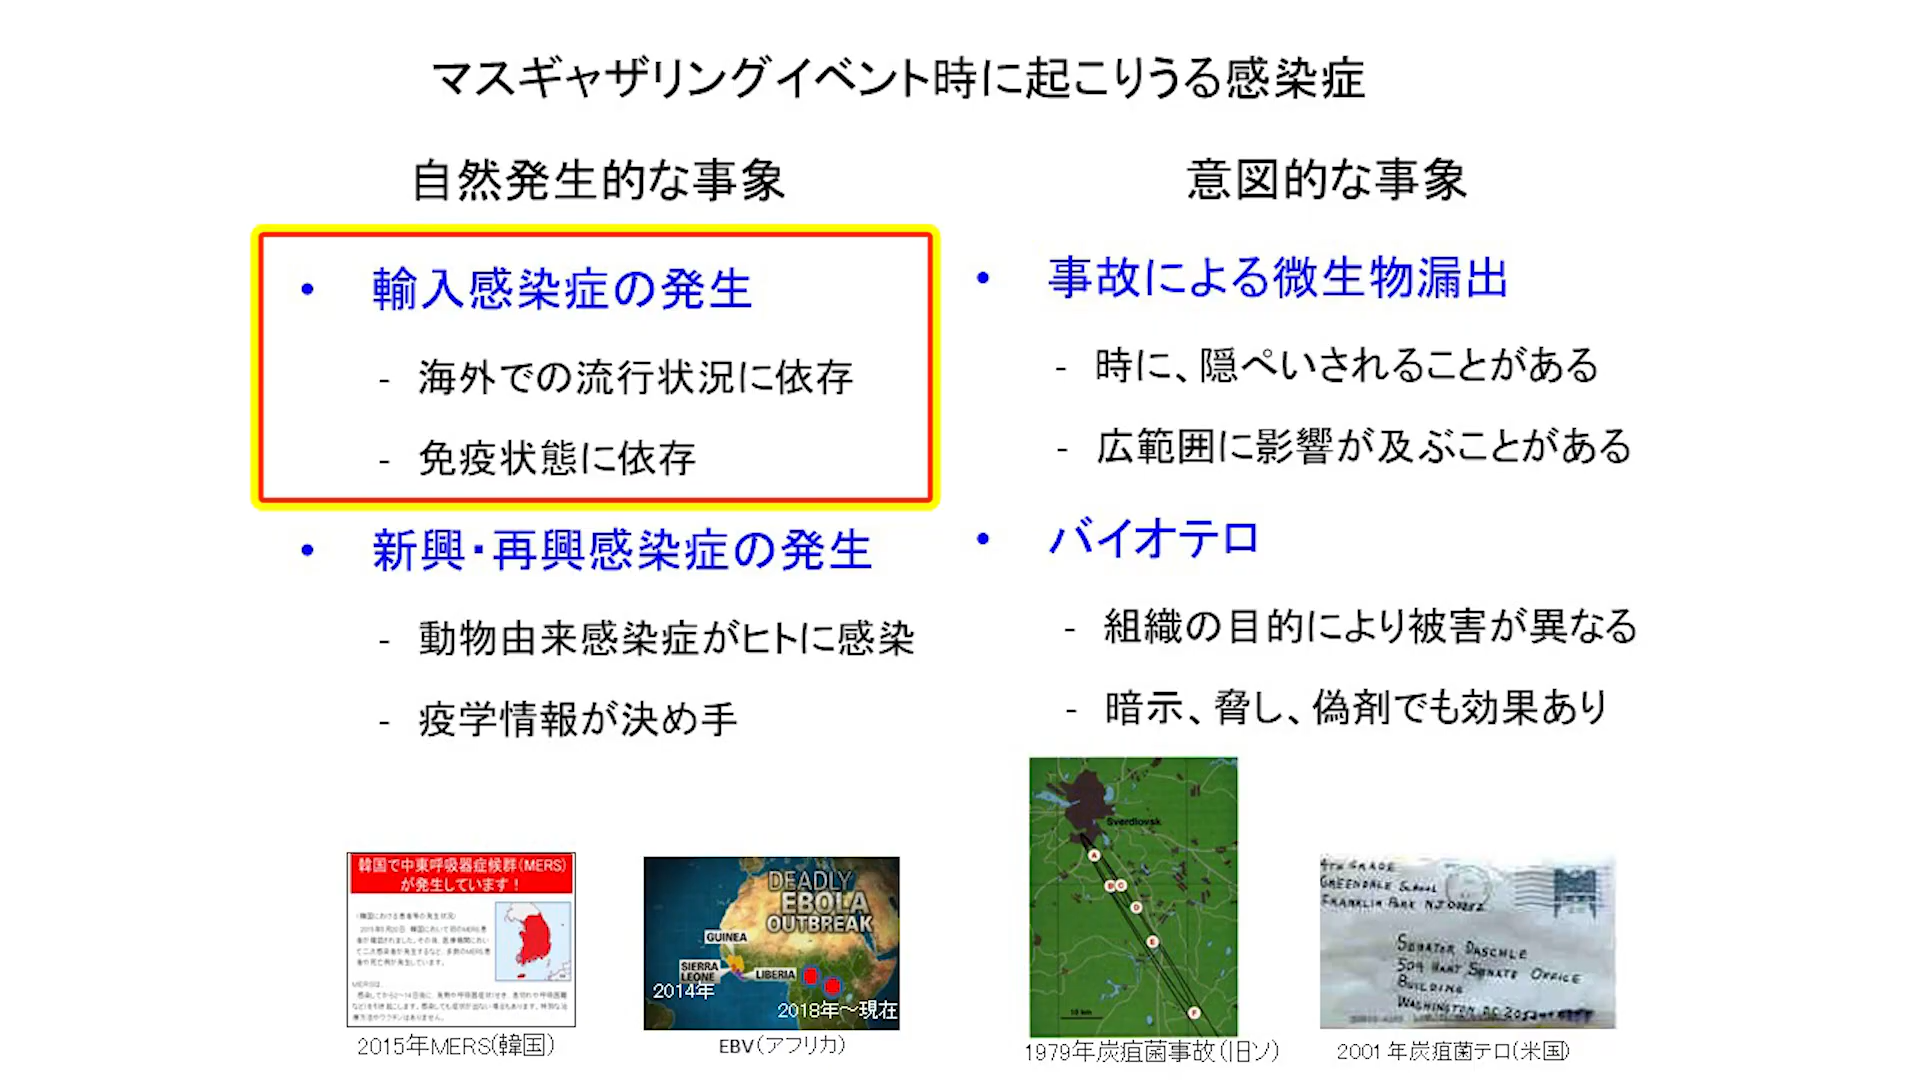 マスギャザリングイベント時に起こりうる感染症
自然発生的な事象
• 輸入感染症の発生
- 海外での流行状況に依存
- 免疫状態に依存
• 新興・再興感染症の発生
- 動物由来感染症がヒトに感染
- 疫学情報が決め手
意図的な事象
• 事故による微生物漏出
- 時に、隠ぺいされることがある
- 広範囲に影響が及ぶことがある
• バイオテロ
- 組織の目的により被害が異なる
- 暗示、脅し、偽剤でも効果あり
韓国で中東呼吸器症候群(MERS)
が発生しています!
2015年MERS(韓国)
DEADLY
EBOLA
OUTBREAK
GUINEA
SIERRA
LEONE
LIBERIA
2014年
2018年～現在
EBV(アフリカ)
Sverdlovsk
A
B C
D
E
F
10 km
1979年炭疽菌事故(旧ソ)
4TH GRADE
GREENDALE SCHOOL
FRANKLIN PARK NJ 08852
SENATOR DASCHLE
509 HART SENATE OFFICE
BUILDING
WASHINGTON DC 205
2001年炭疽菌テロ(米国)